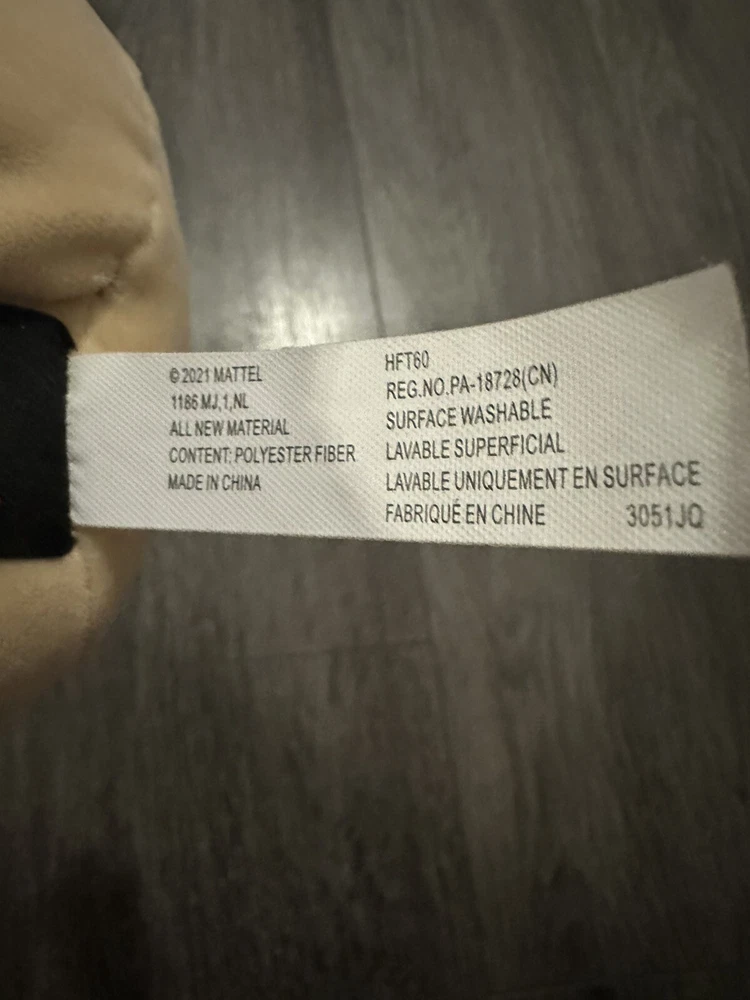 © 2021 MATTEL
1186 MJ,1,NL
ALL NEW MATERIAL
CONTENT: POLYESTER FIBER
MADE IN CHINA
HFT60
REG.NO.PA-18728(CN)
SURFACE WASHABLE
LAVABLE SUPERFICIAL
LAVABLE UNIQUEMENT EN SURFACE
FABRIQUÉ EN CHINE 3051JQ